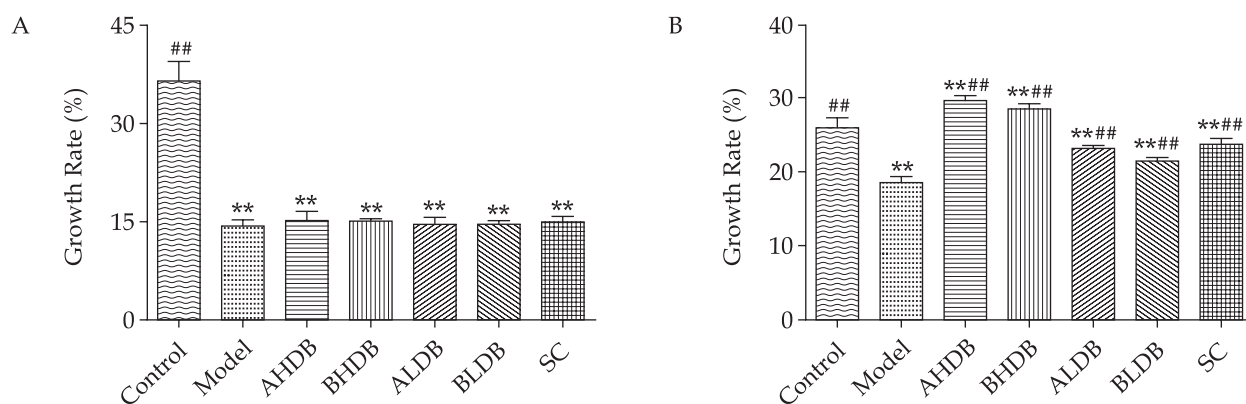 A
Growth Rate (%)
45
30
15
0
##
**
**
**
**
**
**
Control
Model
AHDB
BHDB
ALDB
BLDB
SC
B
Growth Rate (%)
40
30
20
10
0
##
**
**##
**##
**##
**##
**##
Control
Model
AHDB
BHDB
ALDB
BLDB
SC